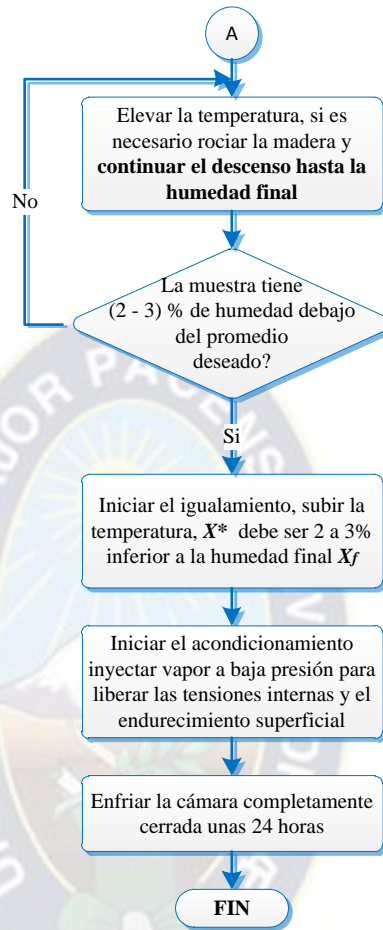 A
Elevar la temperatura, si es
necesario rociar la madera y
continuar el descenso hasta la
humedad final
No
La muestra tiene
(2 - 3) % de humedad debajo
del promedio
deseado?
Si
Iniciar el igualamiento, subir la
temperatura, X* debe ser 2 a 3%
inferior a la humedad final Xf
Iniciar el acondicionamiento
inyectar vapor a baja presión para
liberar las tensiones internas y el
endurecimiento superficial
Enfriar la cámara completamente
cerrada unas 24 horas
FIN